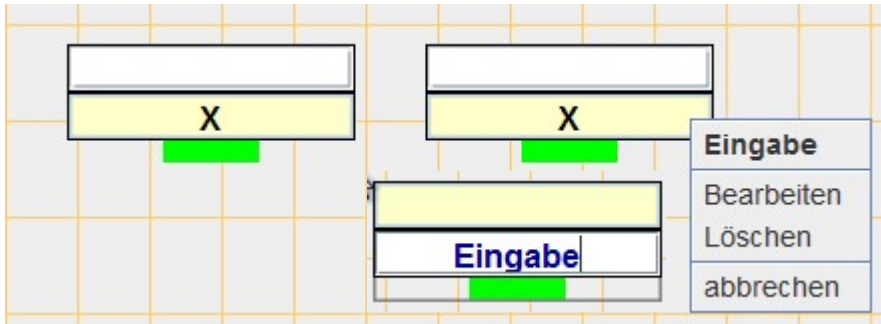 X
X
Eingabe
Eingabe
Bearbeiten
Löschen
abbrechen